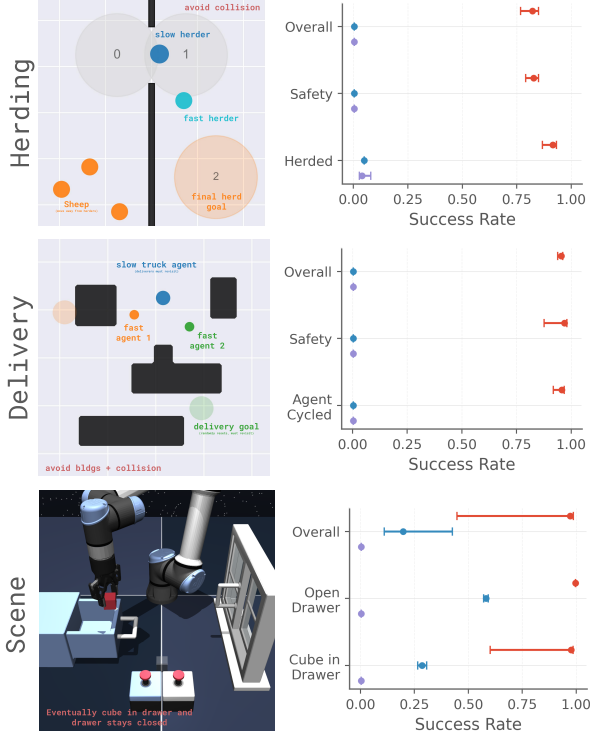 Herding
avoid collision
slow herder
0
1
fast herder
2
final herd
goal
Sheep
Overall
Safety
Herded
0.00
0.25
0.50
0.75
1.00
Success Rate
Delivery
slow truck agent
fast
agent 1
fast
agent 2
delivery goal
avoid bldgs + collision
Overall
Safety
Agent
Cycled
0.00
0.25
0.50
0.75
1.00
Success Rate
Scene
Eventually cube in drawer and
drawer stays closed
Overall
Open
Drawer
Cube in
Drawer
0.00
0.25
0.50
0.75
1.00
Success Rate